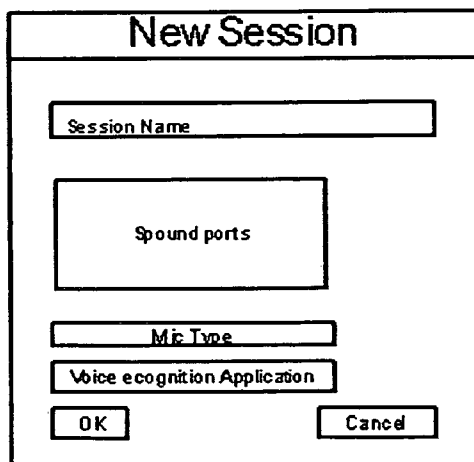 New Session
Session Name
Spound ports
Mic Type
Voice ecognition Application
OK
Cancel